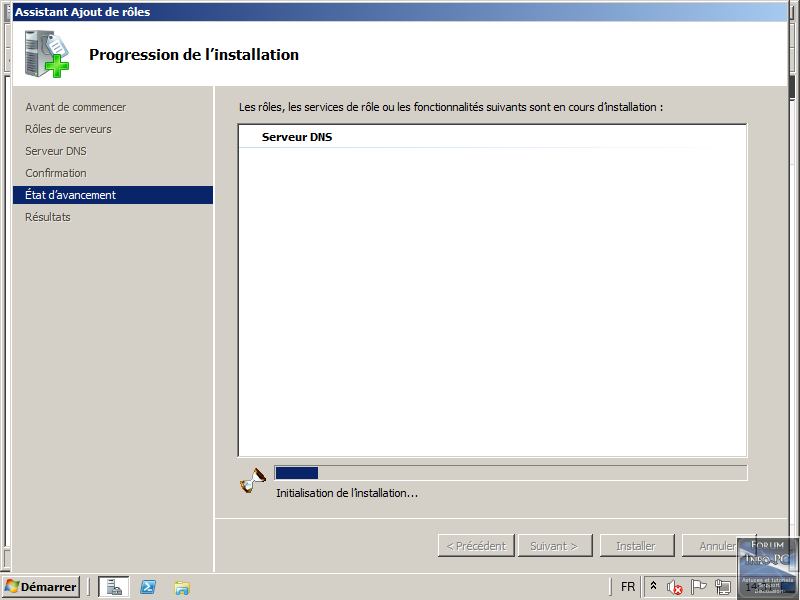 Assistant Ajout de rôles
Progression de l'installation
Avant de commencer
Rôles de serveurs
Serveur DNS
Confirmation
État d'avancement
Résultats
Les rôles, les services de rôle ou les fonctionnalités suivants sont en cours d'installation :
Serveur DNS
Initialisation de l'installation...
< Précédent
Suivant >
Installer
Annuler
Démarrer
FR
Forum
Info-PC
Astuces et tutoriels
Support
Discussion